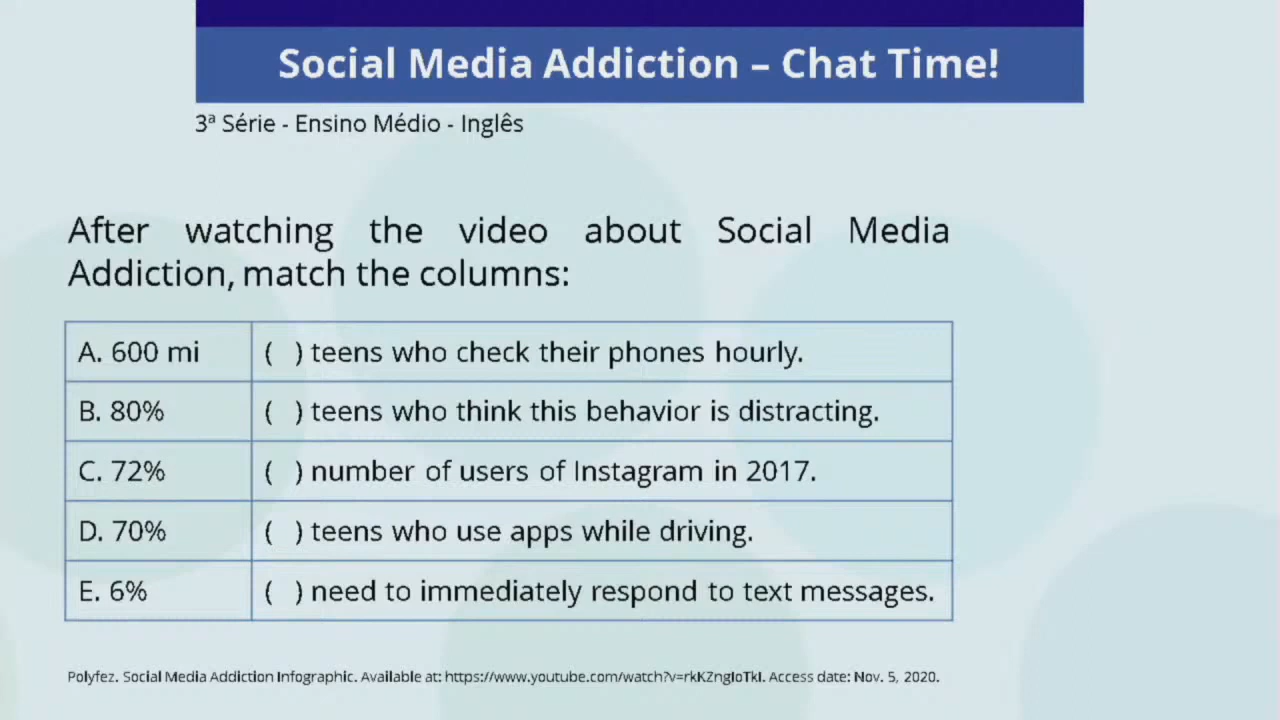 Social Media Addiction – Chat Time!
3ª Série - Ensino Médio - Inglês
After watching the video about Social Media
Addiction, match the columns:
A. 600 mi ( ) teens who check their phones hourly.
B. 80% ( ) teens who think this behavior is distracting.
C. 72% ( ) number of users of Instagram in 2017.
D. 70% ( ) teens who use apps while driving.
E. 6% ( ) need to immediately respond to text messages.
Polyfez. Social Media Addiction Infographic. Available at: https://www.youtube.com/watch?v=rkKZngIoTkI. Access date: Nov. 5, 2020.